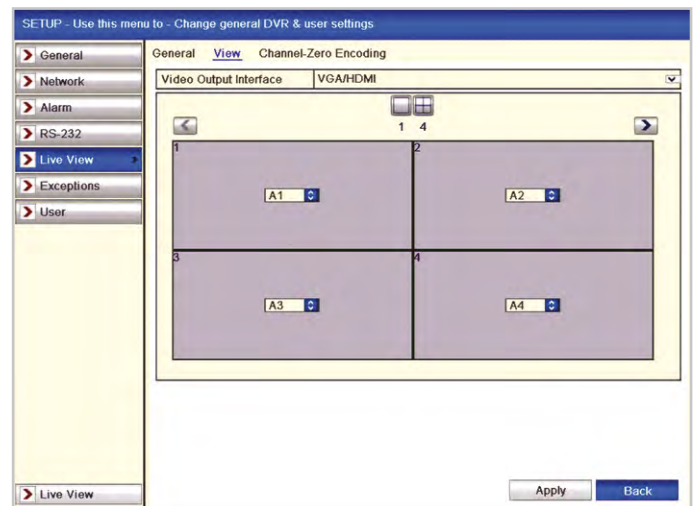 SETUP - Use this menu to - Change general DVR & user settings
General
Network
Alarm
RS-232
Live View
Exceptions
User
Live View
General View Channel-Zero Encoding
Video Output Interface VGA/HDMI
1 4
1 2
A1 A2
3 4
A3 A4
Apply Back